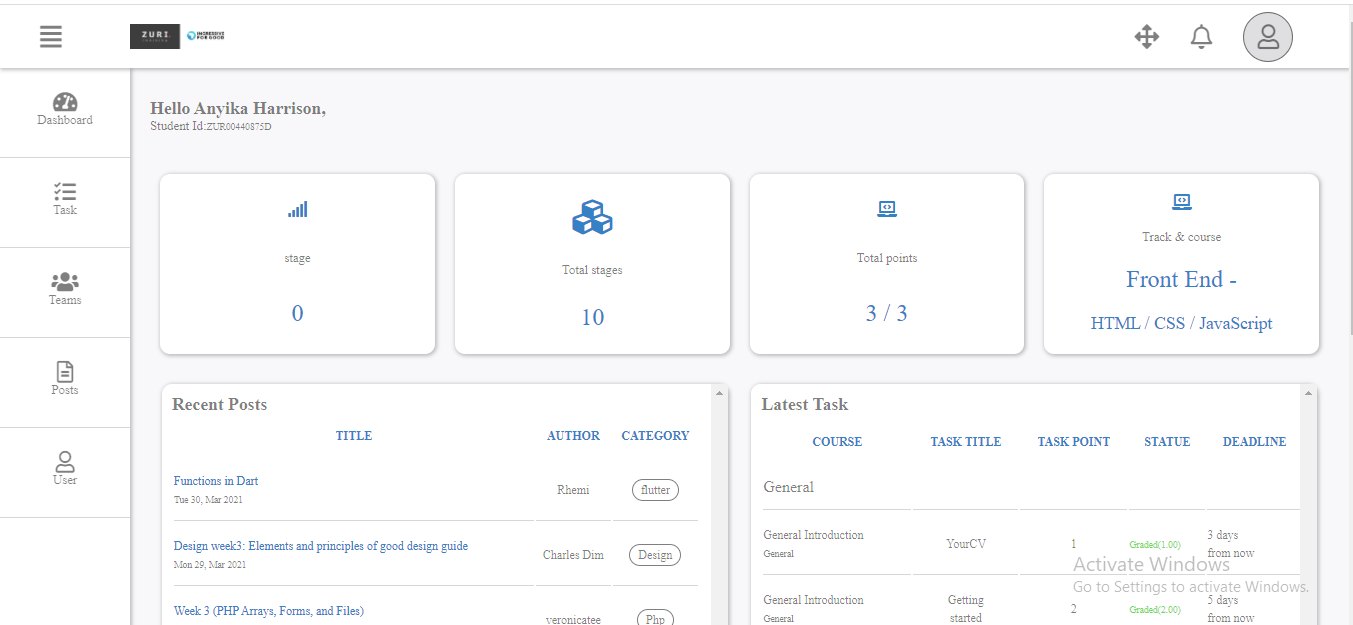 ZURI
TRAINING
INGRESSIVE
FOR GOOD
Dashboard
Task
Teams
Posts
User
Hello Anyika Harrison,
Student Id:ZUR00440875D
stage
0
Total stages
10
Total points
3 / 3
Track & course
Front End -
HTML / CSS / JavaScript
Recent Posts
TITLE AUTHOR CATEGORY
Functions in Dart
Tue 30, Mar 2021
Rhemi
flutter
Design week3: Elements and principles of good design guide
Mon 29, Mar 2021
Charles Dim
Design
Week 3 (PHP Arrays, Forms, and Files)
veronicatee
Php
Latest Task
COURSE TASK TITLE TASK POINT STATUE DEADLINE
General
General Introduction
General
YourCV
1
Graded(1.00)
3 days
from now
General Introduction
General
Getting
started
2
Graded(2.00)
5 days
from now
Activate Windows
Go to Settings to activate Windows.